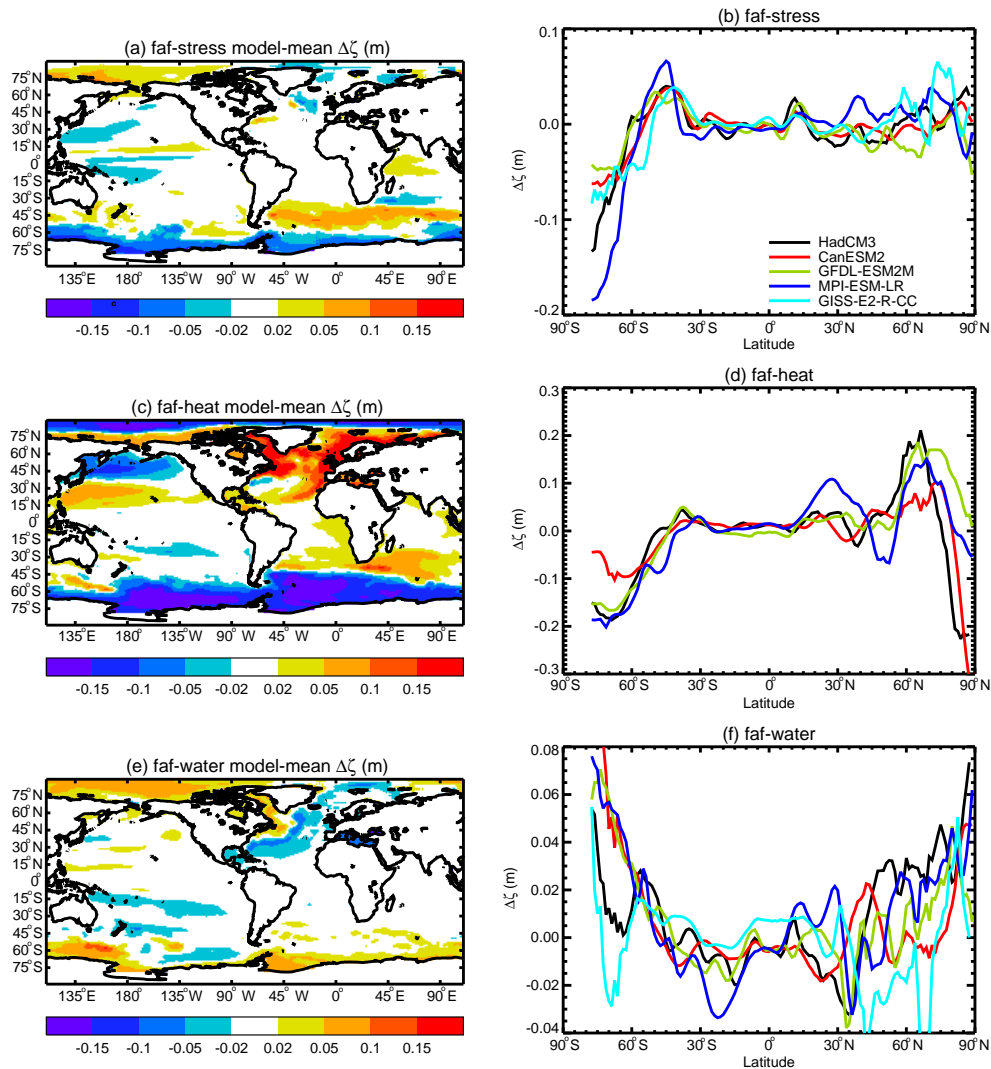 (a) faf-stress model-mean Δζ (m)
75°N
60°N
45°N
30°N
15°N
0°
15°S
30°S
45°S
60°S
75°S
135°E 180° 135°W 90°W 45°W 0° 45°E 90°E
-0.15 -0.1 -0.05 -0.02 0.02 0.05 0.1 0.15
(b) faf-stress
0.1
0.0
-0.1
-0.2
Δζ (m)
HadCM3
CanESM2
GFDL-ESM2M
MPI-ESM-LR
GISS-E2-R-CC
90°S 60°S 30°S 0° 30°N 60°N 90°N
Latitude
(c) faf-heat model-mean Δζ (m)
75°N
60°N
45°N
30°N
15°N
0°
15°S
30°S
45°S
60°S
75°S
135°E 180° 135°W 90°W 45°W 0° 45°E 90°E
-0.15 -0.1 -0.05 -0.02 0.02 0.05 0.1 0.15
(d) faf-heat
0.3
0.2
0.1
0.0
-0.1
-0.2
-0.3
Δζ (m)
90°S 60°S 30°S 0° 30°N 60°N 90°N
Latitude
(e) faf-water model-mean Δζ (m)
75°N
60°N
45°N
30°N
15°N
0°
15°S
30°S
45°S
60°S
75°S
135°E 180° 135°W 90°W 45°W 0° 45°E 90°E
-0.15 -0.1 -0.05 -0.02 0.02 0.05 0.1 0.15
(f) faf-water
0.08
0.06
0.04
0.02
0.00
-0.02
-0.04
Δζ (m)
90°S 60°S 30°S 0° 30°N 60°N 90°N
Latitude